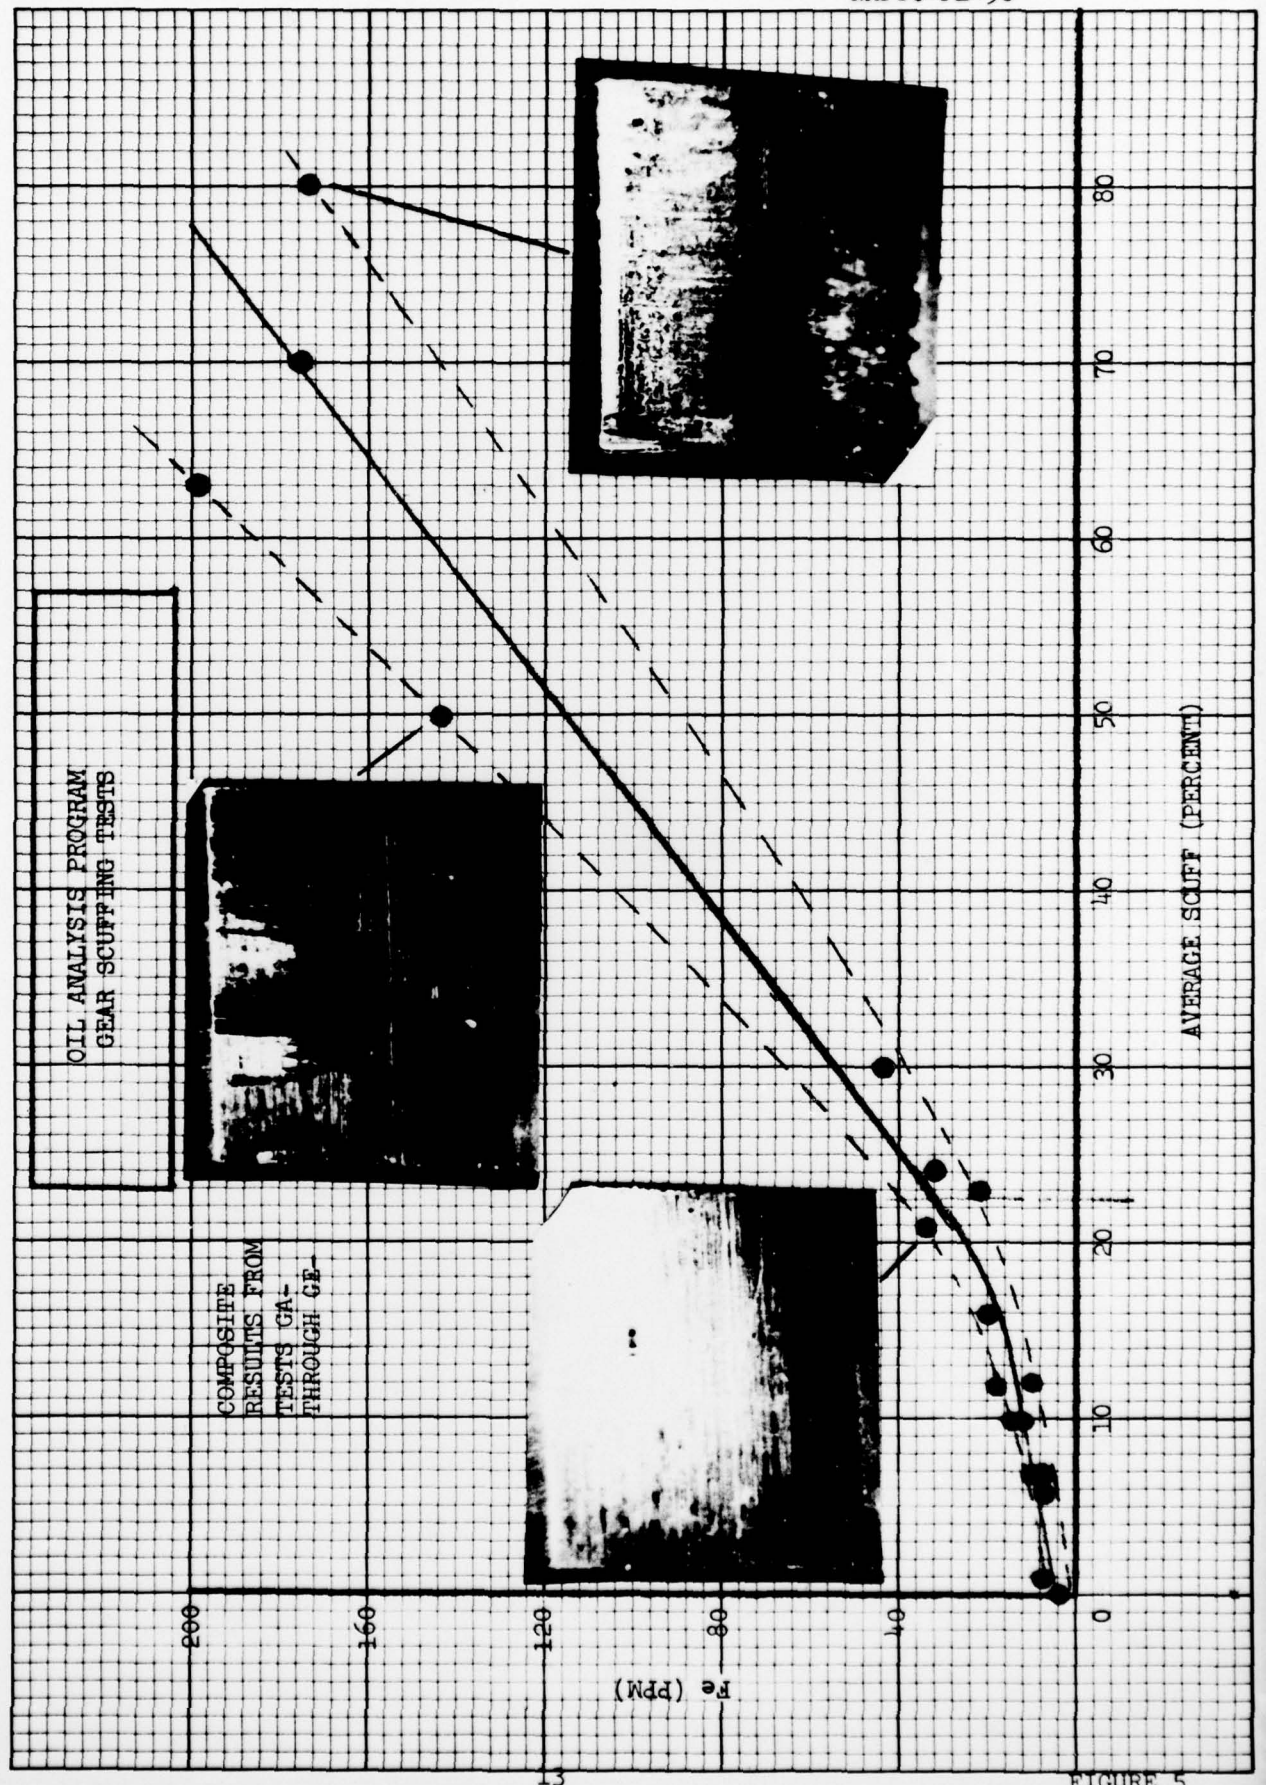 OIL ANALYSIS PROGRAM
GEAR SCUFFING TESTS
COMPOSITE
RESULTS FROM
TESTS GA-
THROUGH GE-
Fe (PPM)
200
160
120
80
40
0
10
20
30
40
50
60
70
80
AVERAGE SCUFF (PERCENT)
13
FIGURE 5